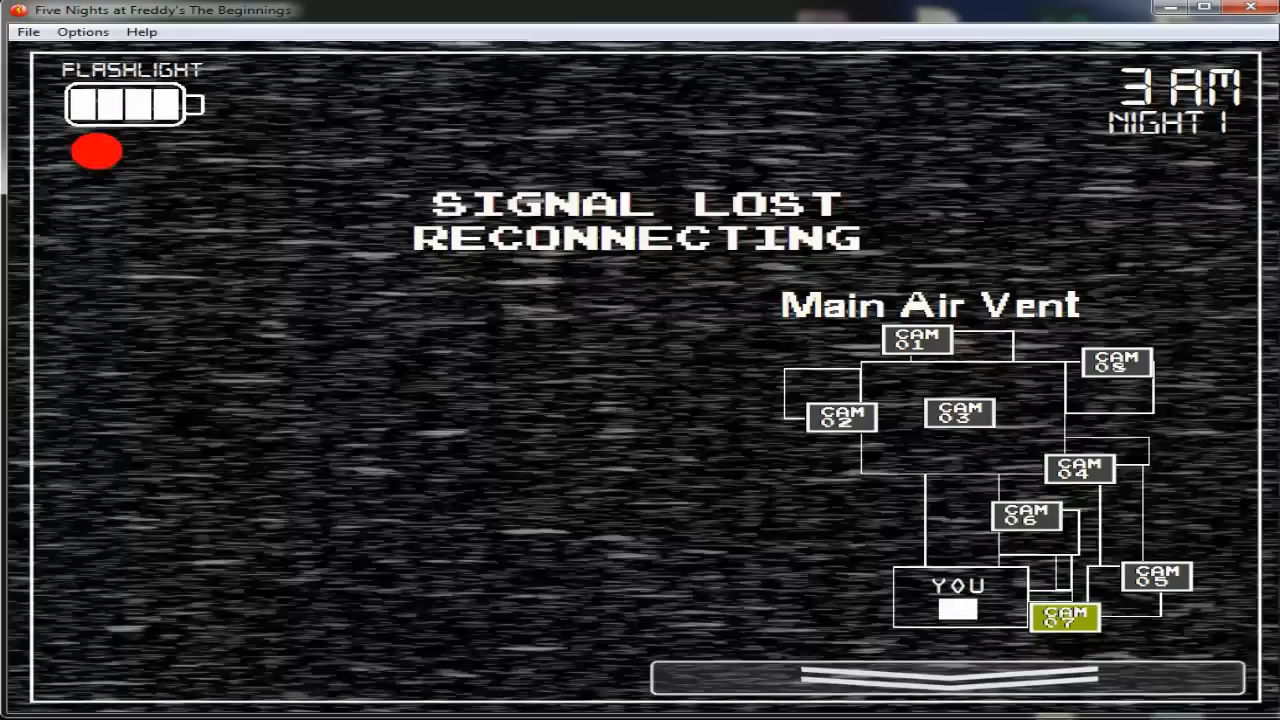 Five Nights at Freddy's The Beginnings
File Options Help
FLASHLIGHT
3 AM
NIGHT 1
SIGNAL LOST
RECONNECTING
Main Air Vent
CAM
01
CAM
08
CAM
02
CAM
03
CAM
04
CAM
06
CAM
05
YOU
CAM
07